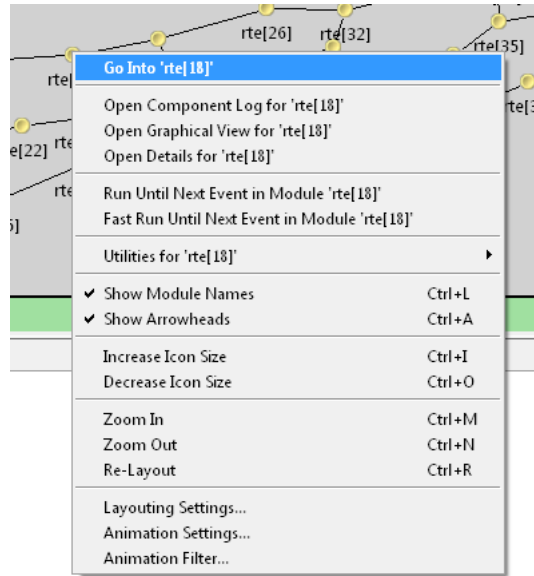 rte[26]
rte[32]
rte[35]
Go Into 'rte[18]'
Open Component Log for 'rte[18]'
Open Graphical View for 'rte[18]'
Open Details for 'rte[18]'
e[22]
rte
Run Until Next Event in Module 'rte[18]'
Fast Run Until Next Event in Module 'rte[18]'
Utilities for 'rte[18]'
Show Module Names Ctrl+L
Show Arrowheads Ctrl+A
Increase Icon Size Ctrl+I
Decrease Icon Size Ctrl+O
Zoom In Ctrl+M
Zoom Out Ctrl+N
Re-Layout Ctrl+R
Layouting Settings...
Animation Settings...
Animation Filter...